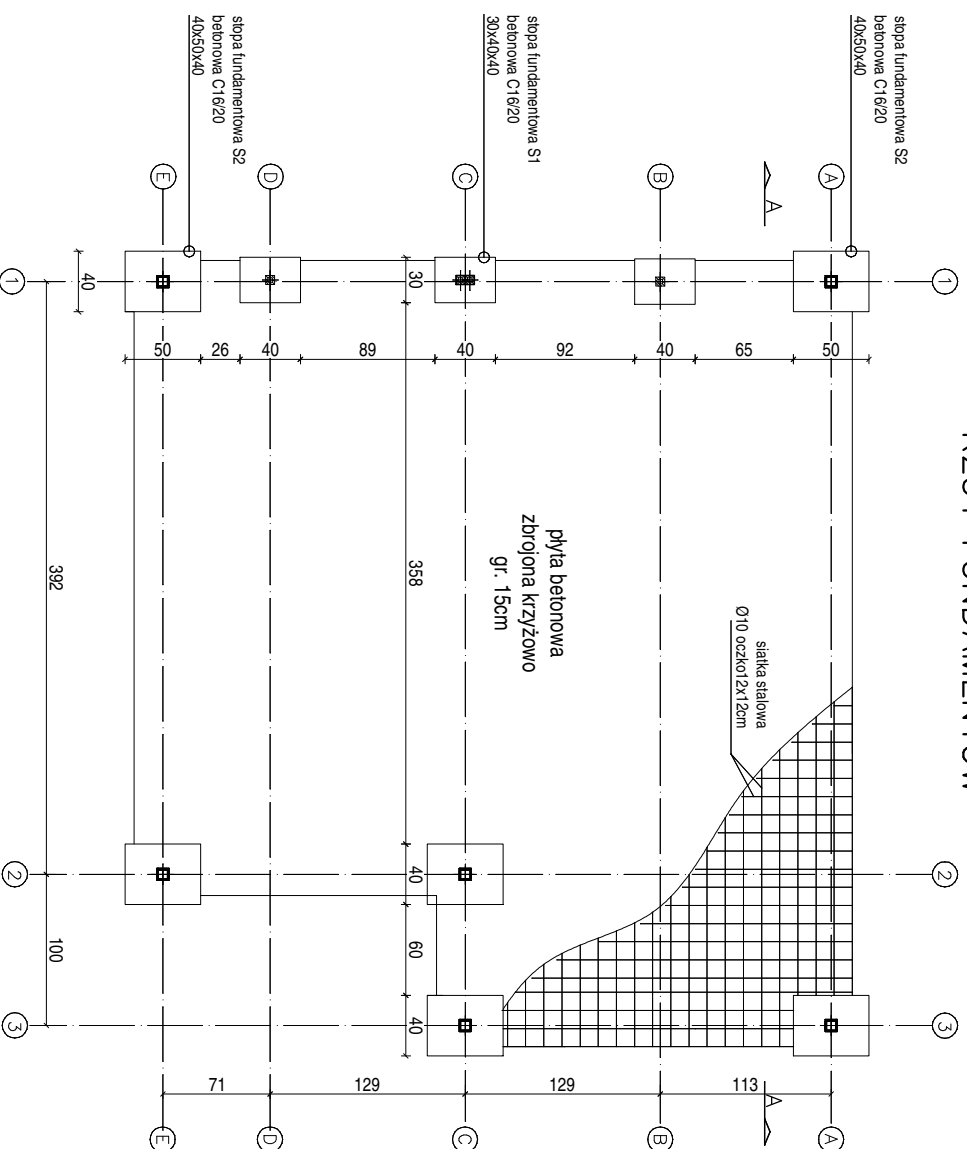 RZUT FUNDAMENTÓW
stopa fundamentowa S2
betonowa C16/20
40x50x40
stopa fundamentowa S1
betonowa C16/20
30x40x40
stopa fundamentowa S2
betonowa C16/20
40x50x40
A
B
C
D
E
A
1
1
40
30
50
26
40
89
40
92
40
65
50
392
358
płyta betonowa
zbrojona krzyżowo
gr. 15cm
siatka stalowa
Ø10 oczko12x12cm
2
2
40
100
60
40
3
3
71
129
129
113
A
A
B
C
D
E